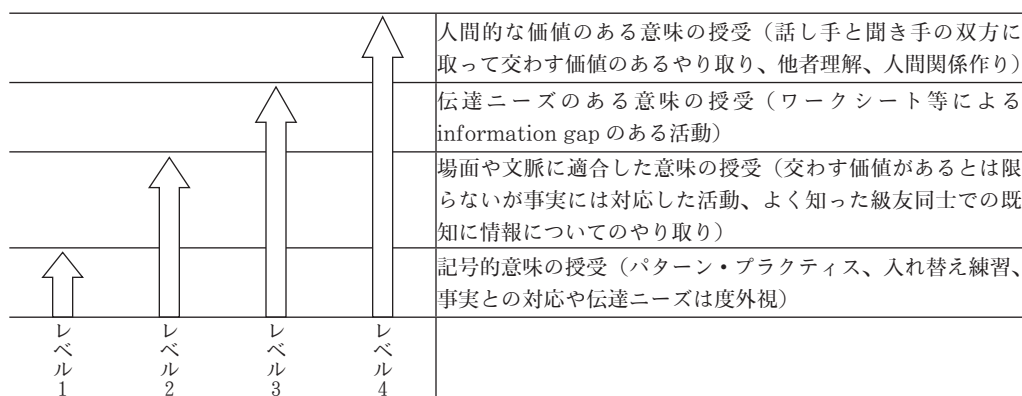 人間的な価値のある意味の授受（話し手と聞き手の双方に
取って交わす価値のあるやり取り、他者理解、人間関係作り）
伝達ニーズのある意味の授受（ワークシート等による
information gap のある活動）
場面や文脈に適合した意味の授受（交わす価値があるとは限
らないが事実には対応した活動、よく知った級友同士での既
知に情報についてのやり取り）
記号的意味の授受（パターン・プラクティス、入れ替え練習、
事実との対応や伝達ニーズは度外視）
レベル1
レベル2
レベル3
レベル4